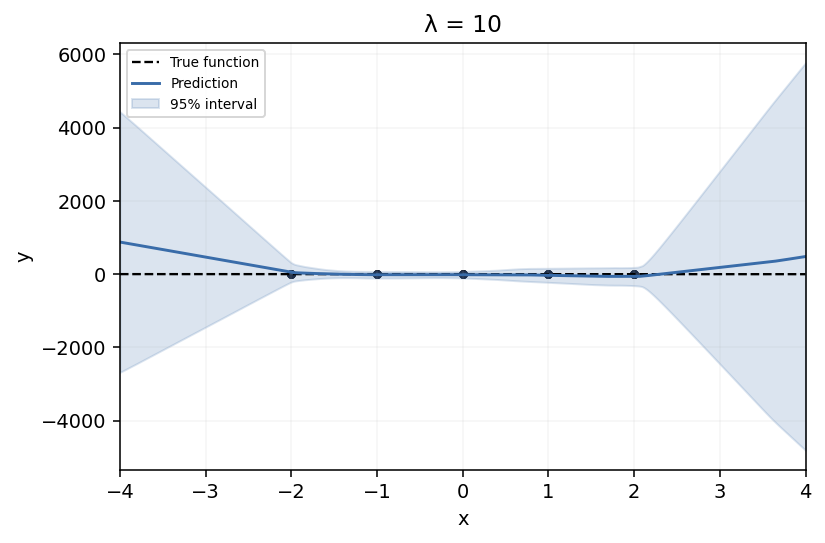 λ = 10
6000
4000
2000
0
−2000
−4000
y
True function
Prediction
95% interval
−4 −3 −2 −1 0 1 2 3 4
x